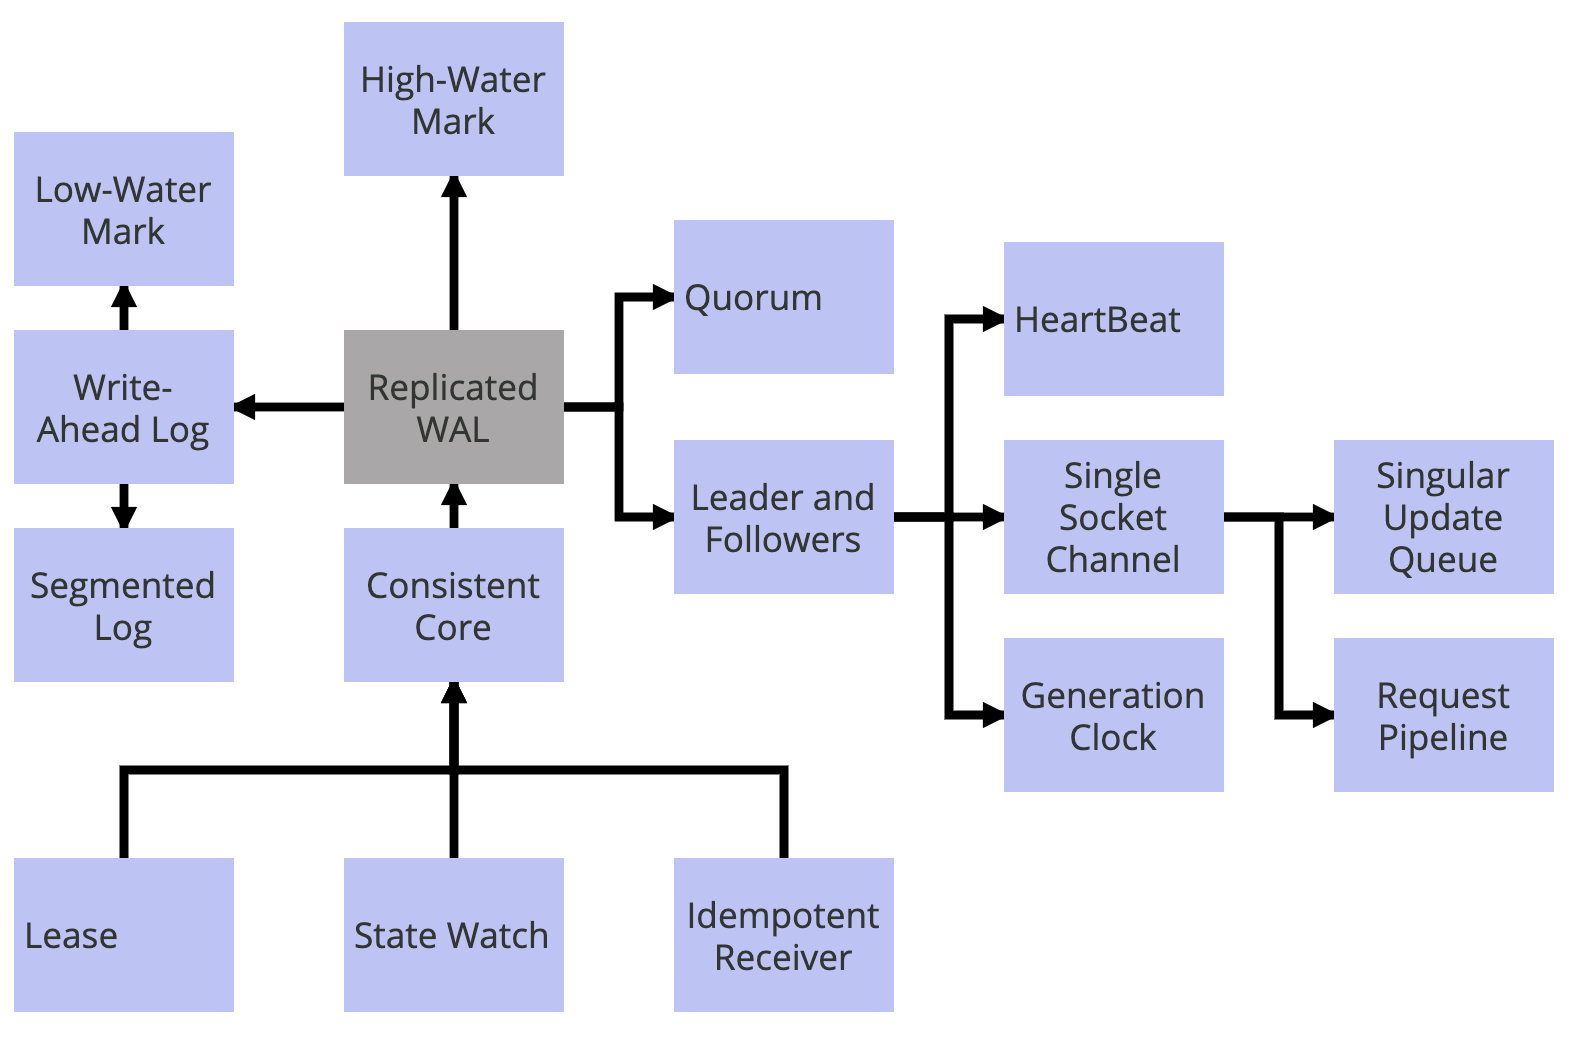 High-Water
Mark
Low-Water
Mark
Quorum
HeartBeat
Write-
Ahead Log
Replicated
WAL
Leader and
Followers
Single
Socket
Channel
Singular
Update
Queue
Segmented
Log
Consistent
Core
Generation
Clock
Request
Pipeline
Lease
State Watch
Idempotent
Receiver